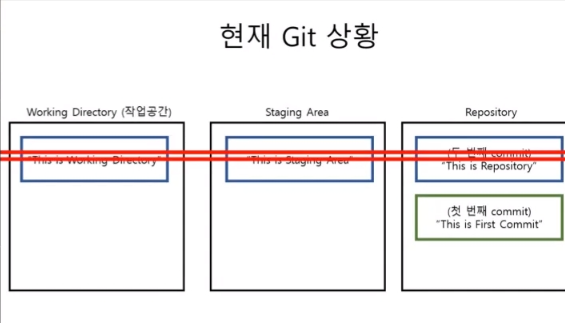 현재 Git 상황
Working Directory (작업공간)
Staging Area
Repository
"This is Working Directory"
"This is Staging Area"
(두 번째 commit)
"This is Repository"
(첫 번째 commit)
"This is First Commit"